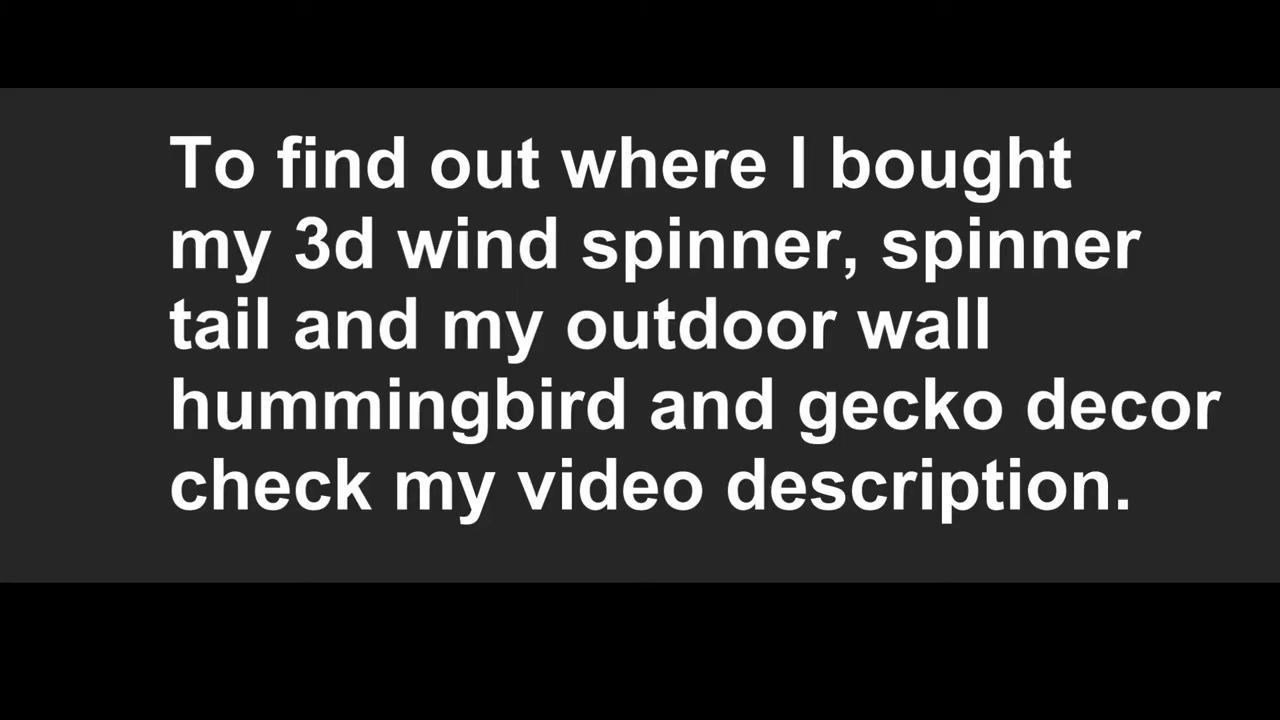 To find out where I bought
my 3d wind spinner, spinner
tail and my outdoor wall
hummingbird and gecko decor
check my video description.